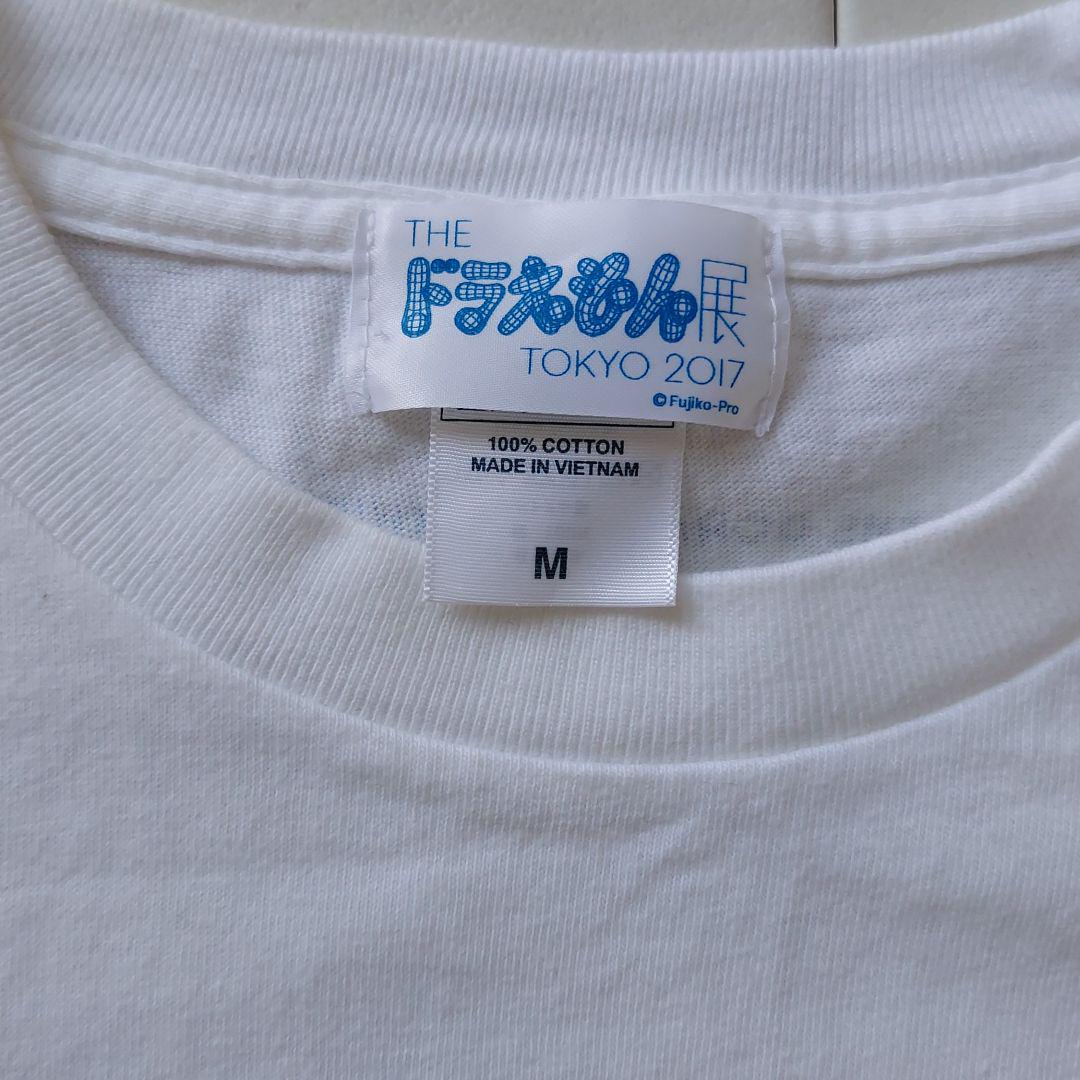 THE
ドラえもん展
TOKYO 2017
© Fujiko-Pro
100% COTTON
MADE IN VIETNAM
M